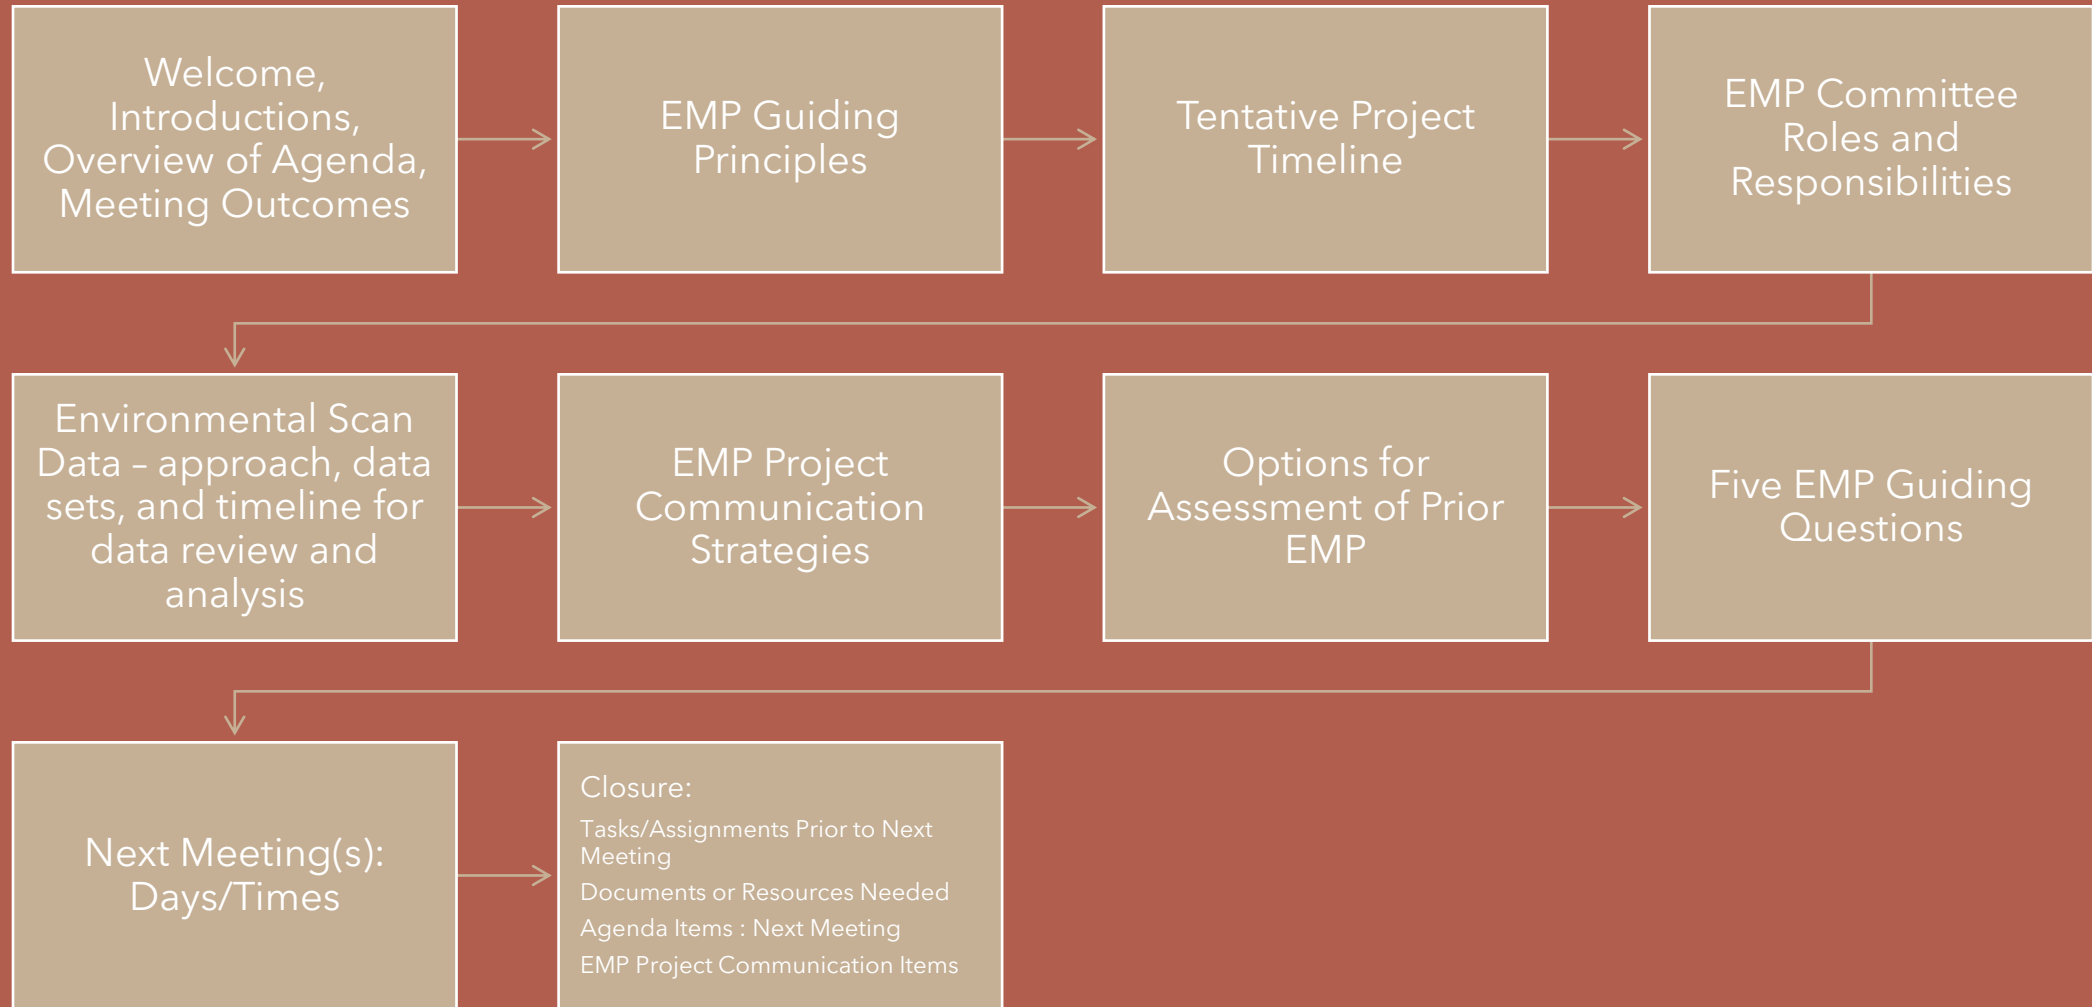 Welcome,
Introductions,
Overview of Agenda,
Meeting Outcomes
EMP Guiding
Principles
Tentative Project
Timeline
EMP Committee
Roles and
Responsibilities
Environmental Scan
Data – approach, data
sets, and timeline for
data review and
analysis
EMP Project
Communication
Strategies
Options for
Assessment of Prior
EMP
Five EMP Guiding
Questions
Next Meeting(s):
Days/Times
Closure:
Tasks/Assignments Prior to Next
Meeting
Documents or Resources Needed
Agenda Items : Next Meeting
EMP Project Communication Items